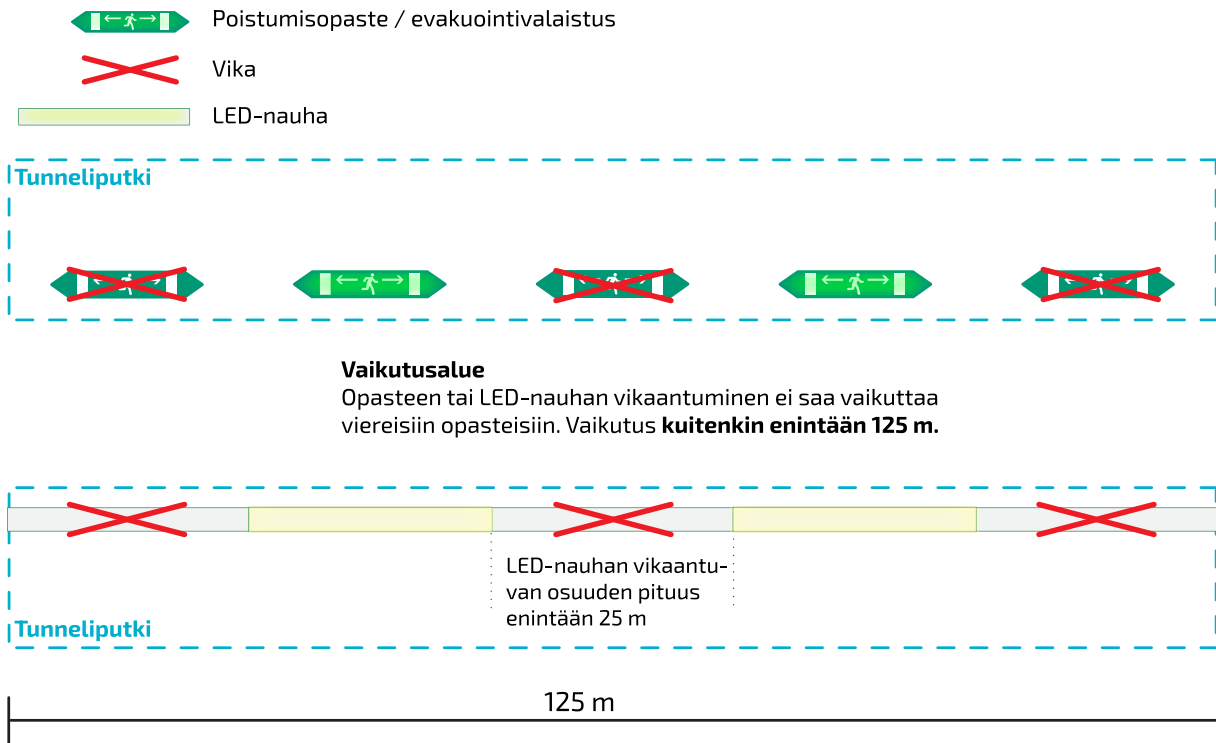 Poistumisopaste / evakuointivalaistus
Vika
LED-nauha
Tunneliputki
Vaikutusalue
Opasteen tai LED-nauhan vikaantuminen ei saa vaikuttaa
viereisiin opasteisiin. Vaikutus kuitenkin enintään 125 m.
LED-nauhan vikaantu-
van osuuden pituus
enintään 25 m
Tunneliputki
125 m